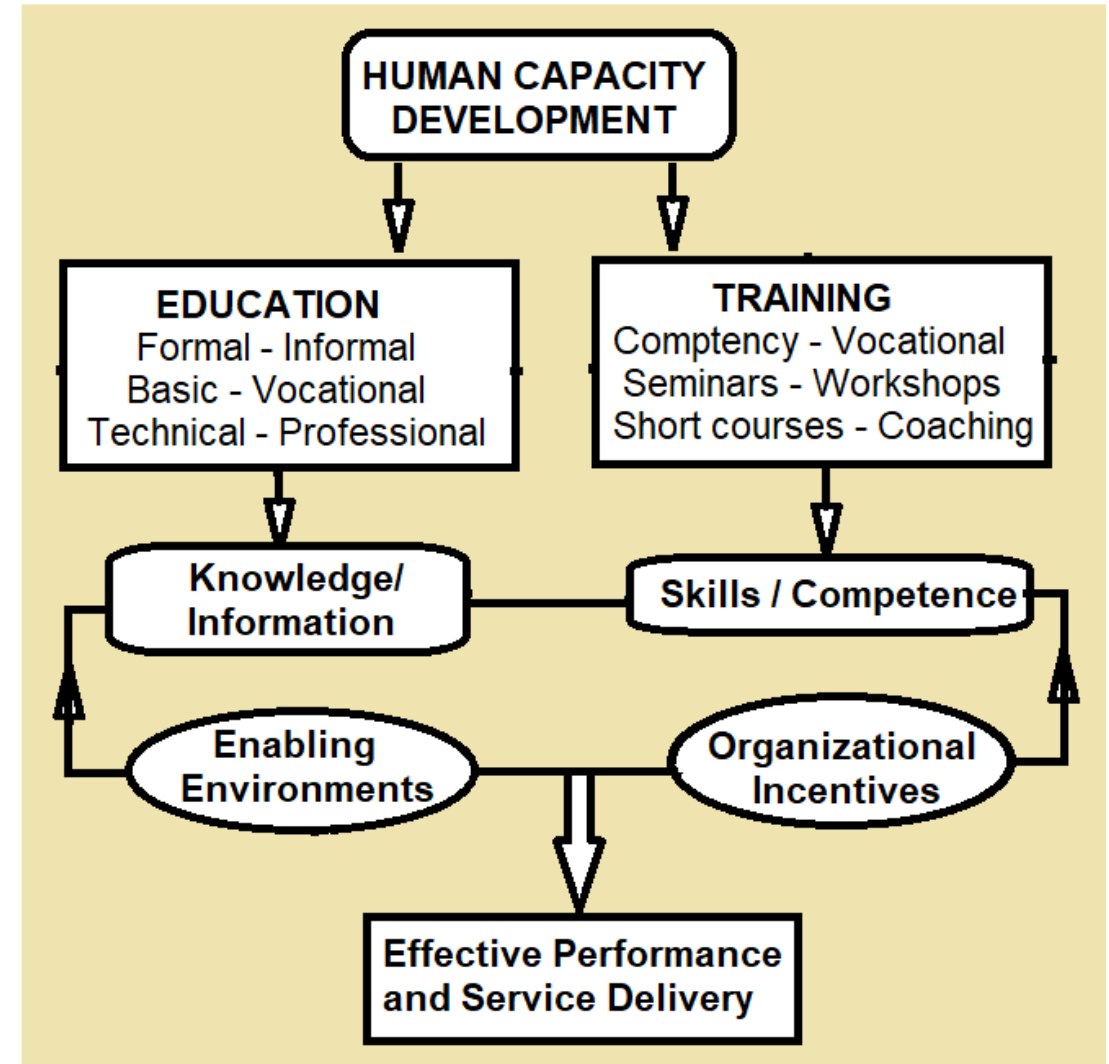 HUMAN CAPACITY
DEVELOPMENT
EDUCATION
Formal - Informal
Basic - Vocational
Technical - Professional
TRAINING
Comptency - Vocational
Seminars - Workshops
Short courses - Coaching
Knowledge/
Information
Skills / Competence
Enabling
Environments
Organizational
Incentives
Effective Performance
and Service Delivery